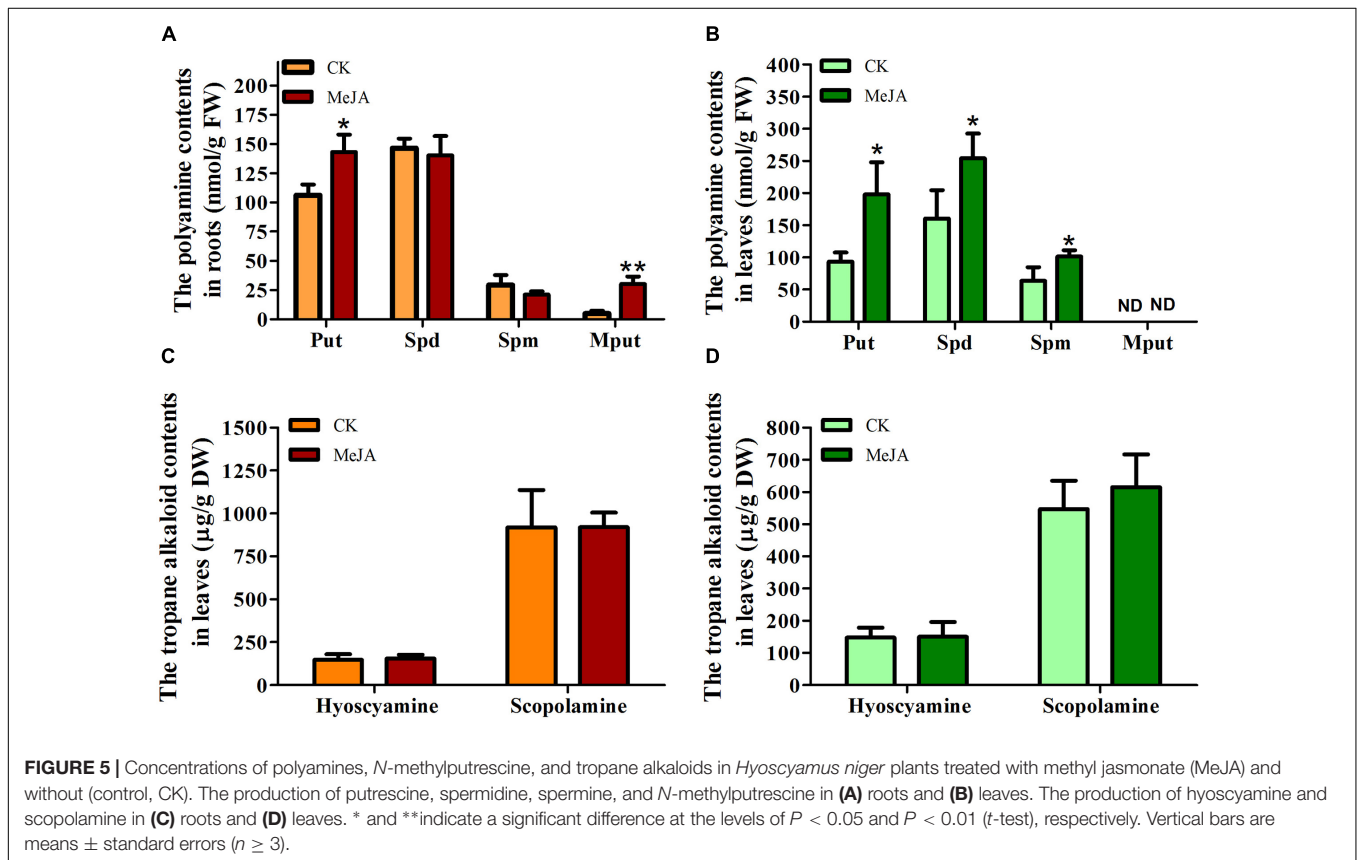 A
The polyamine contents
in roots (nmol/g FW)
CK
MeJA
200
175
150
125
100
75
50
25
0
*
**
Put Spd Spm Mput
B
The polyamine contents
in leaves (nmol/g FW)
CK
MeJA
400
350
300
250
200
150
100
50
0
*
*
*
ND ND
Put Spd Spm Mput
C
The tropane alkaloid contents
in leaves (µg/g DW)
CK
MeJA
1500
1250
1000
750
500
250
0
Hyoscyamine Scopolamine
D
The tropane alkaloid contents
in leaves (µg/g DW)
CK
MeJA
800
700
600
500
400
300
200
100
0
Hyoscyamine Scopolamine
FIGURE 5 | Concentrations of polyamines, N-methylputrescine, and tropane alkaloids in Hyoscyamus niger plants treated with methyl jasmonate (MeJA) and
without (control, CK). The production of putrescine, spermidine, spermine, and N-methylputrescine in (A) roots and (B) leaves. The production of hyoscyamine and
scopolamine in (C) roots and (D) leaves. * and **indicate a significant difference at the levels of P < 0.05 and P < 0.01 (t-test), respectively. Vertical bars are
means ± standard errors (n ≥ 3).